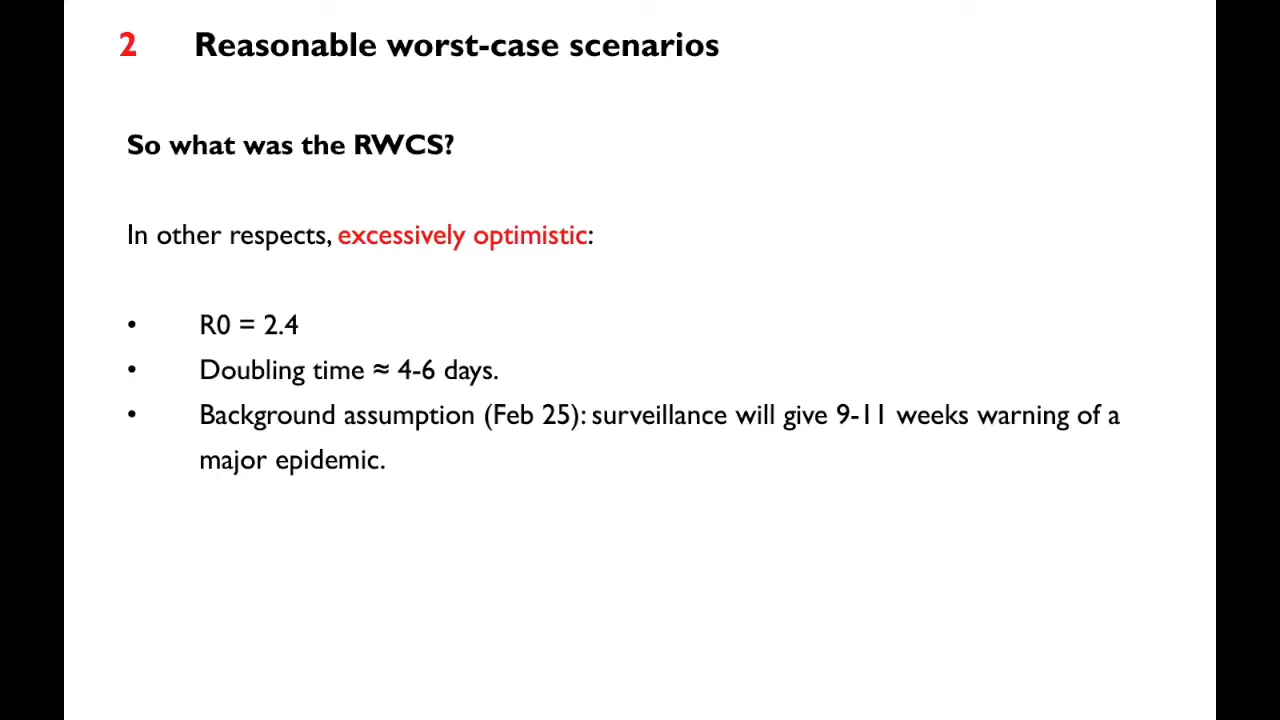 2 Reasonable worst-case scenarios
So what was the RWCS?
In other respects, excessively optimistic:
• R0 = 2.4
• Doubling time ≈ 4-6 days.
• Background assumption (Feb 25): surveillance will give 9-11 weeks warning of a
major epidemic.